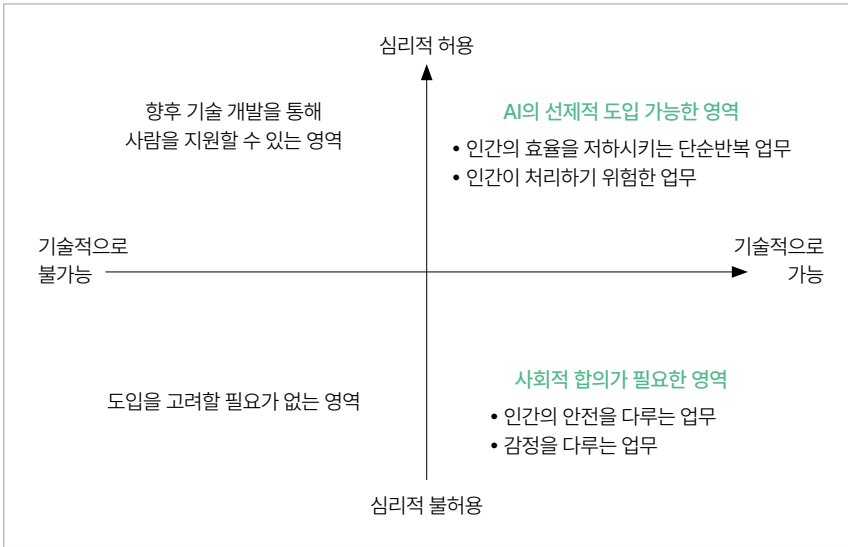 심리적 허용
향후 기술 개발을 통해
사람을 지원할 수 있는 영역
AI의 선제적 도입 가능한 영역
• 인간의 효율을 저하시키는 단순반복 업무
• 인간이 처리하기 위험한 업무
기술적으로
불가능
기술적으로
가능
도입을 고려할 필요가 없는 영역
사회적 합의가 필요한 영역
• 인간의 안전을 다루는 업무
• 감정을 다루는 업무
심리적 불허용